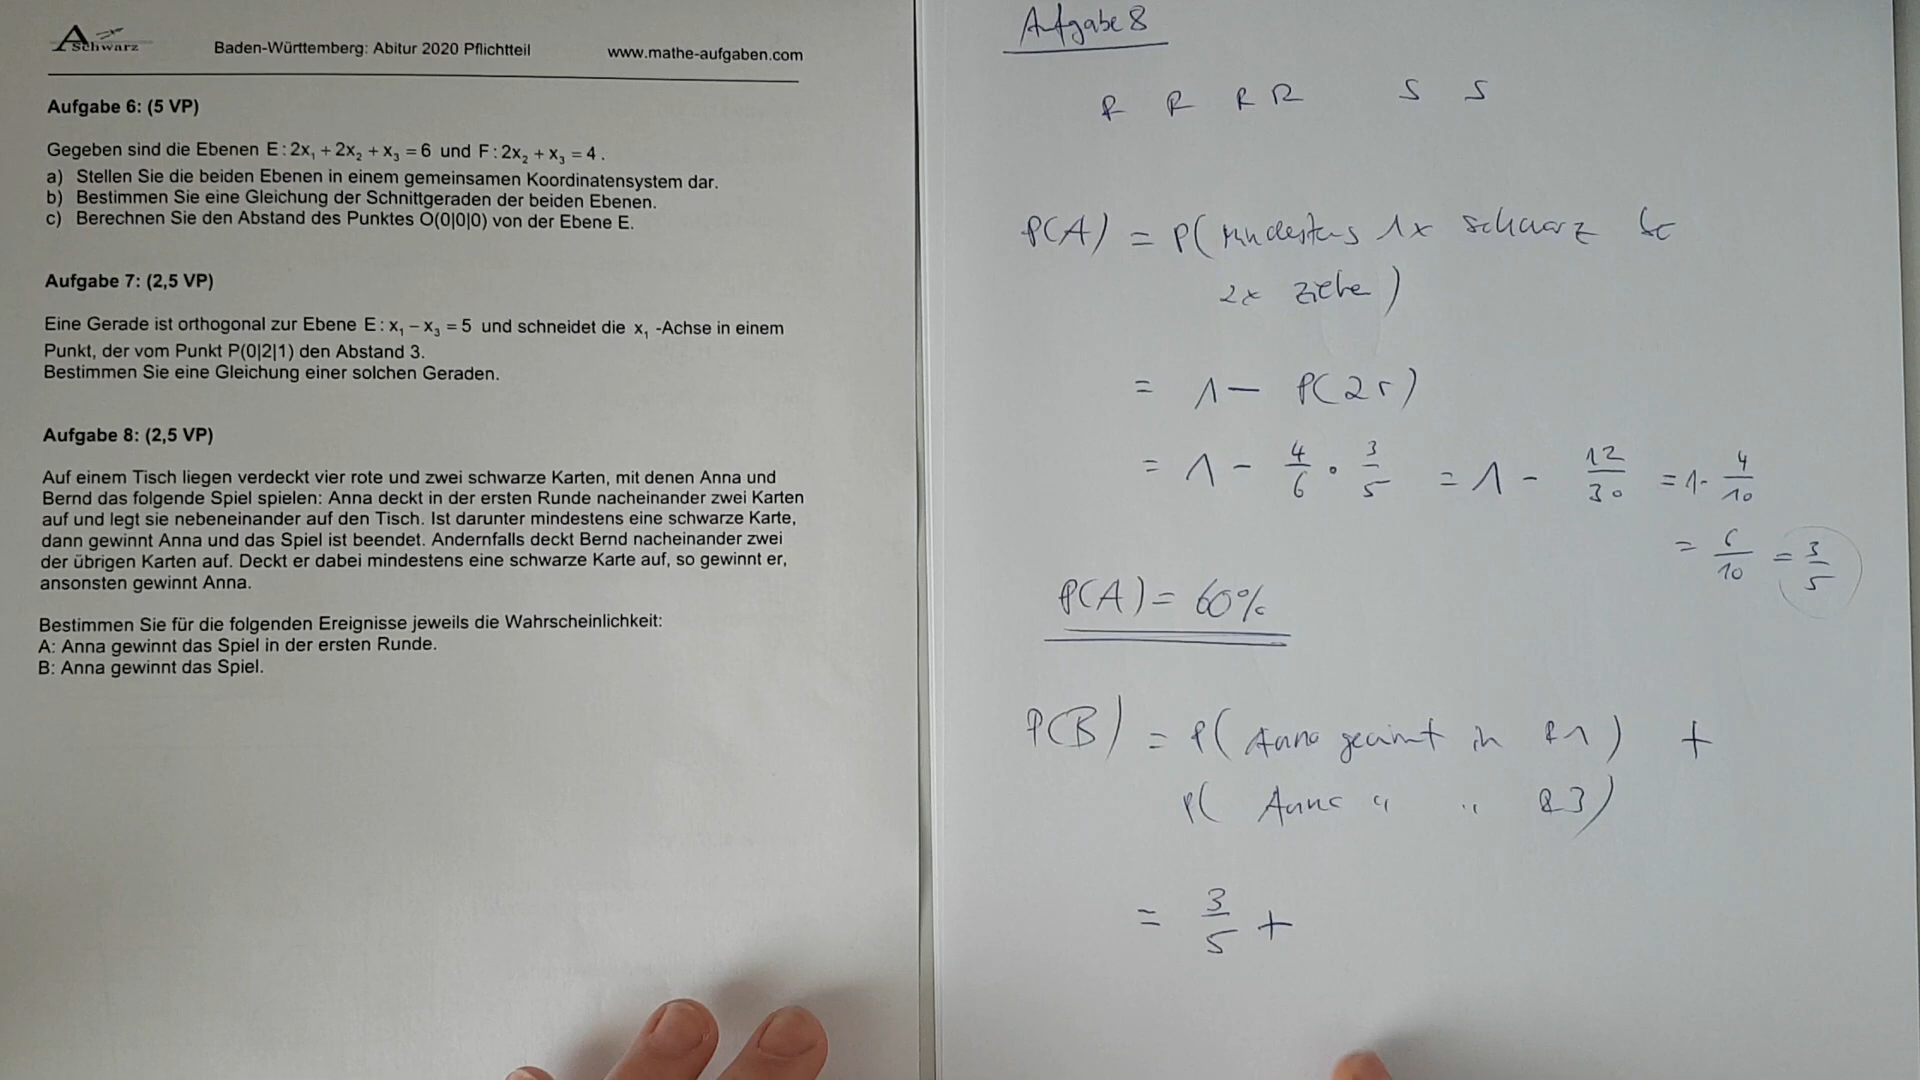 A Schwarz
Baden-Württemberg: Abitur 2020 Pflichtteil
www.mathe-aufgaben.com
Aufgabe 6: (5 VP)
Gegeben sind die Ebenen E: 2x₁ + 2x₂ + x₃ = 6 und F: 2x₂ + x₃ = 4.
a) Stellen Sie die beiden Ebenen in einem gemeinsamen Koordinatensystem dar.
b) Bestimmen Sie eine Gleichung der Schnittgeraden der beiden Ebenen.
c) Berechnen Sie den Abstand des Punktes O(0|0|0) von der Ebene E.
Aufgabe 7: (2,5 VP)
Eine Gerade ist orthogonal zur Ebene E: x₁ − x₃ = 5 und schneidet die x₁ -Achse in einem
Punkt, der vom Punkt P(0|2|1) den Abstand 3.
Bestimmen Sie eine Gleichung einer solchen Geraden.
Aufgabe 8: (2,5 VP)
Auf einem Tisch liegen verdeckt vier rote und zwei schwarze Karten, mit denen Anna und
Bernd das folgende Spiel spielen: Anna deckt in der ersten Runde nacheinander zwei Karten
auf und legt sie nebeneinander auf den Tisch. Ist darunter mindestens eine schwarze Karte,
dann gewinnt Anna und das Spiel ist beendet. Andernfalls deckt Bernd nacheinander zwei
der übrigen Karten auf. Deckt er dabei mindestens eine schwarze Karte auf, so gewinnt er,
ansonsten gewinnt Anna.
Bestimmen Sie für die folgenden Ereignisse jeweils die Wahrscheinlichkeit:
A: Anna gewinnt das Spiel in der ersten Runde.
B: Anna gewinnt das Spiel.
Aufgabe 8
R R R R S S
P(A) = P(mindestens 1x schwarz
2x ziehen)
= 1 − P(2r)
= 1 − 4/6 · 3/5 = 1 − 12/30 = 1 - 4/10
= 6/10 = 3/5
P(A) = 60%
P(B) = P(Anna gewinnt in R1) +
P( Anna " " R3)
= 3/5 +